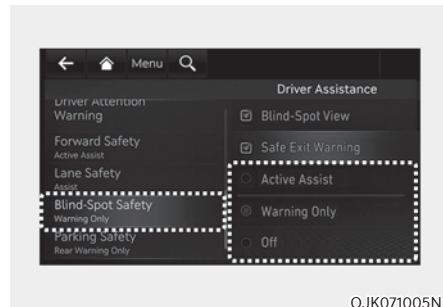 Menu
Driver Assistance
Driver Attention
Warning
Forward Safety
Active Assist
Lane Safety
Assist
Blind-Spot Safety
Warning Only
Parking Safety
Rear Warning Only
Blind-Spot View
Safe Exit Warning
Active Assist
Warning Only
Off
OJK071005N